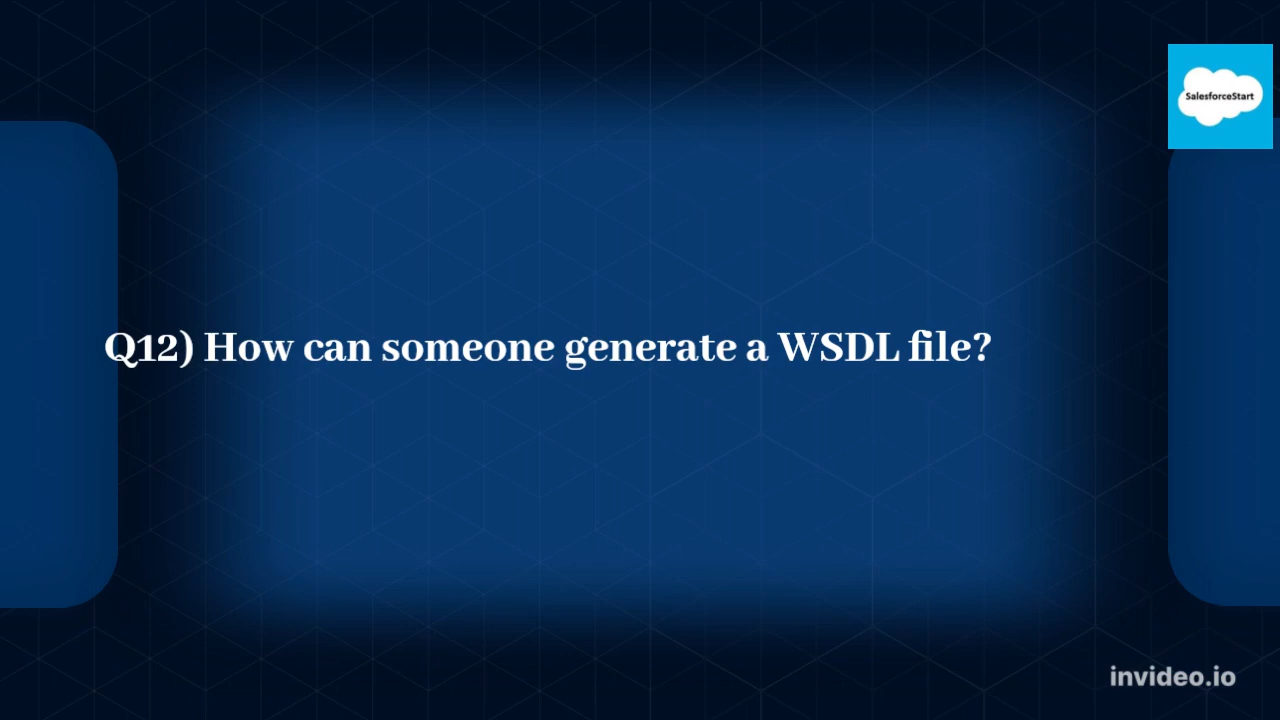 SalesforceStart
Q12) How can someone generate a WSDL file?
invideo.io